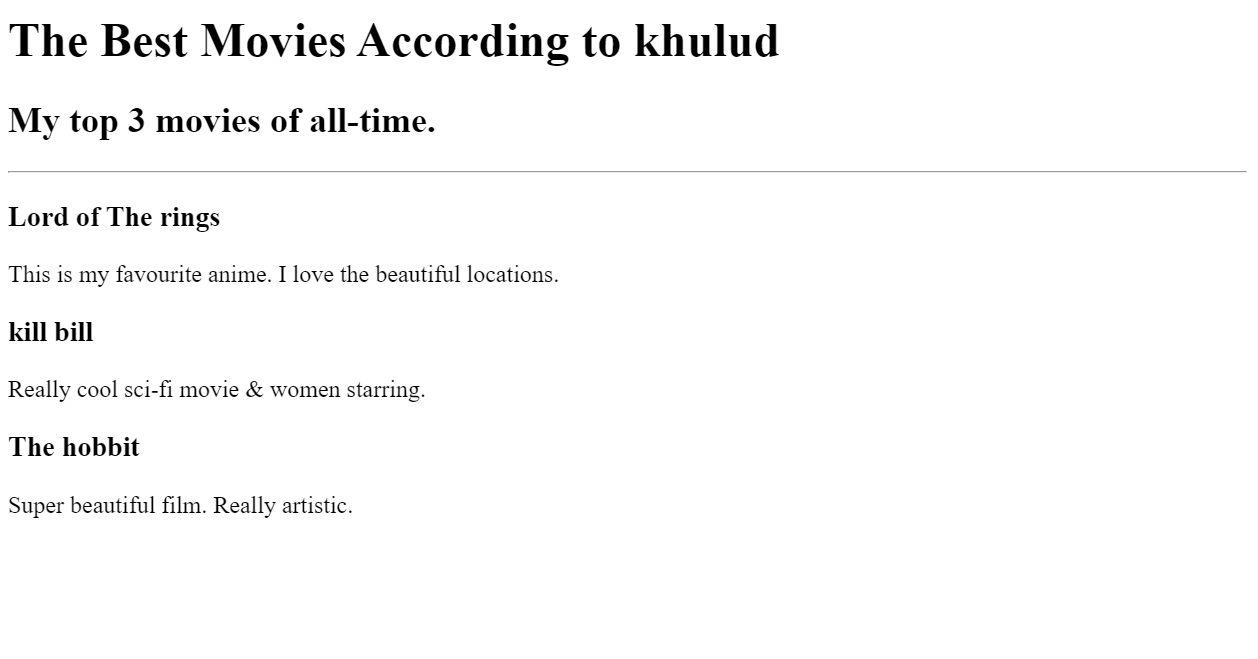 The Best Movies According to khulud
My top 3 movies of all-time.
Lord of The rings
This is my favourite anime. I love the beautiful locations.
kill bill
Really cool sci-fi movie & women starring.
The hobbit
Super beautiful film. Really artistic.